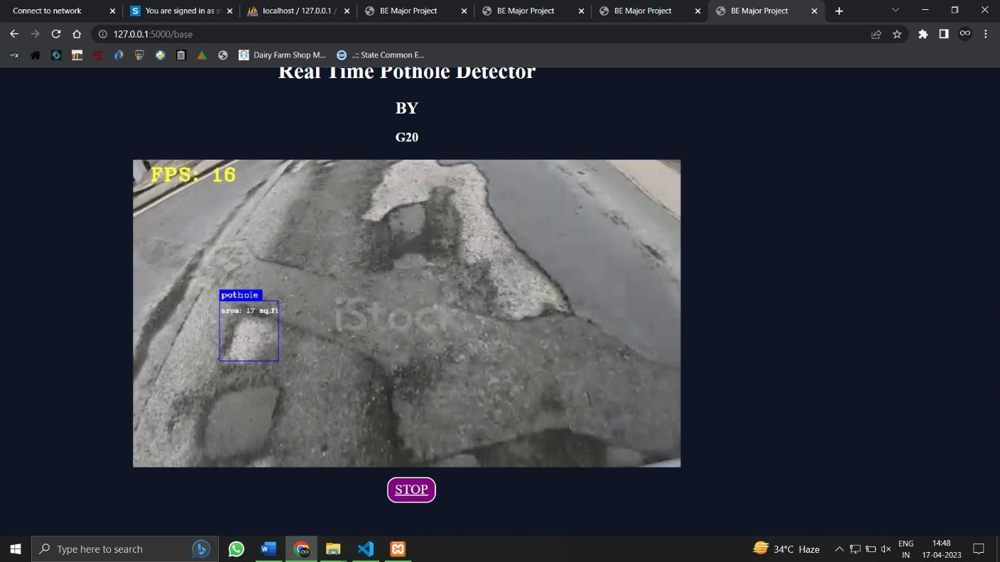 Connect to network
You are signed in as s
localhost / 127.0.0.1 /
BE Major Project
BE Major Project
BE Major Project
BE Major Project
127.0.0.1:5000/base
Dairy Farm Shop M...
..:: State Common E...
Real Time Pothole Detector
BY
G20
FPS: 16
pothole
area: 17 sq.ft
iStock
STOP
Type here to search
34°C Haze
ENG
IN
14:48
17-04-2023